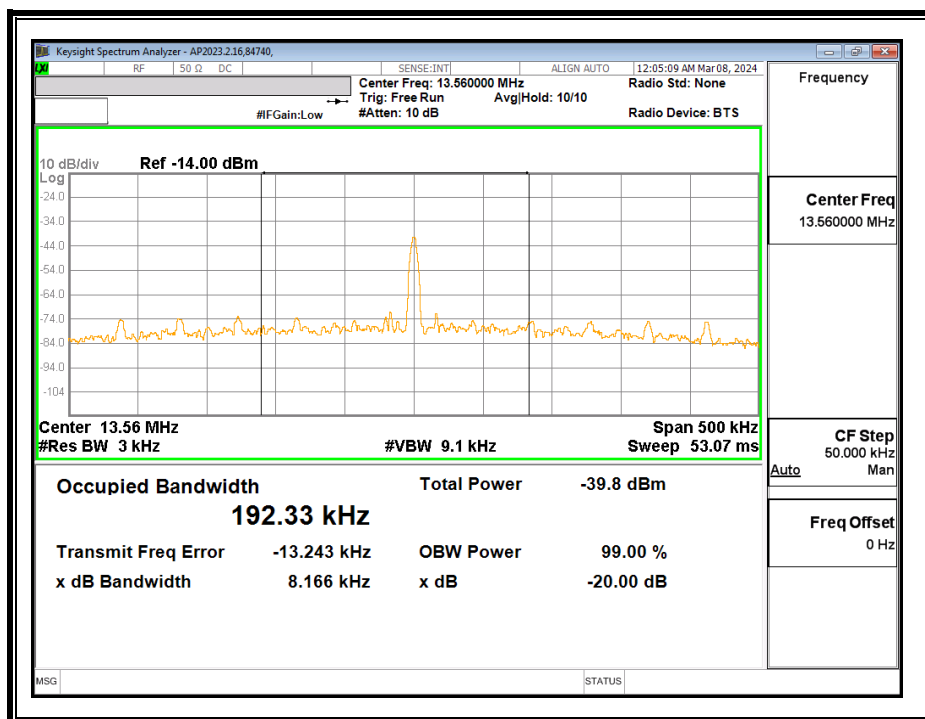 Keysight Spectrum Analyzer - AP2023.2.16,84740,
LXI RF 50 Ω DC SENSE:INT ALIGN AUTO 12:05:09 AM Mar 08, 2024
Center Freq: 13.560000 MHz Radio Std: None
Trig: Free Run Avg|Hold: 10/10
#IFGain:Low #Atten: 10 dB Radio Device: BTS
Frequency
10 dB/div Ref -14.00 dBm
Log
-24.0
-34.0
-44.0
-54.0
-64.0
-74.0
-84.0
-94.0
-104
Center 13.56 MHz Span 500 kHz
#Res BW 3 kHz #VBW 9.1 kHz Sweep 53.07 ms
Center Freq
13.560000 MHz
CF Step
50.000 kHz
Auto Man
Freq Offset
0 Hz
Occupied Bandwidth Total Power -39.8 dBm
192.33 kHz
Transmit Freq Error -13.243 kHz OBW Power 99.00 %
x dB Bandwidth 8.166 kHz x dB -20.00 dB
MSG STATUS